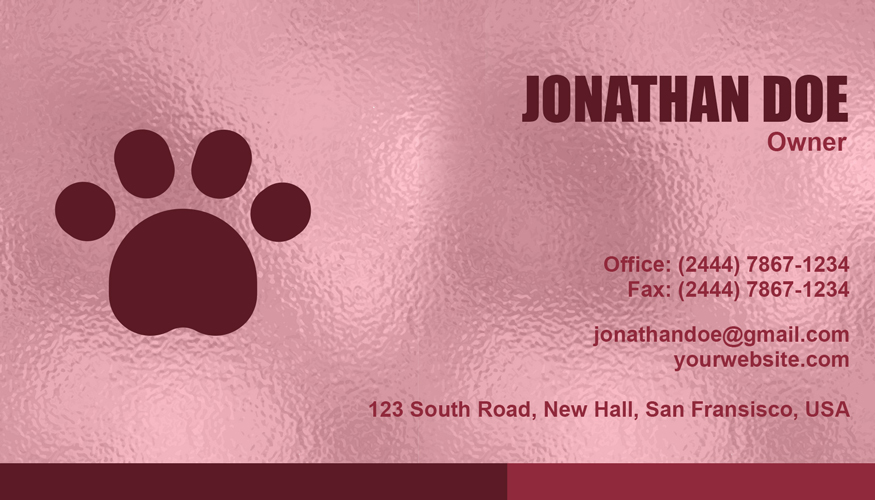 JONATHAN DOE
Owner
Office: (2444) 7867-1234
Fax: (2444) 7867-1234
jonathandoe@gmail.com
yourwebsite.com
123 South Road, New Hall, San Fransisco, USA